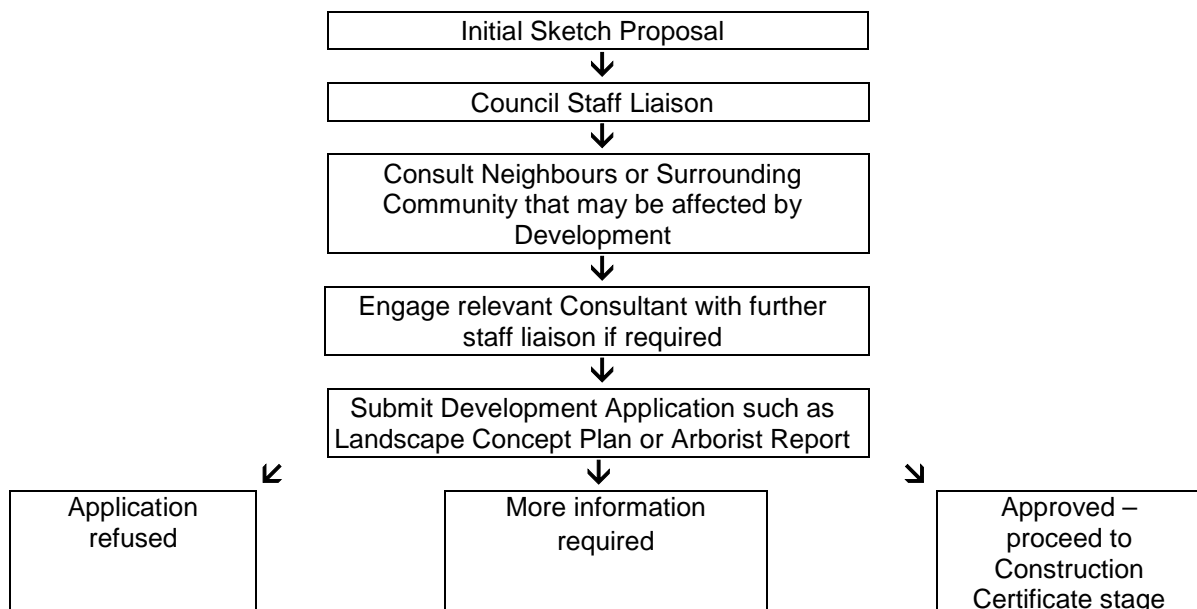 Initial Sketch Proposal
Council Staff Liaison
Consult Neighbours or Surrounding
Community that may be affected by
Development
Engage relevant Consultant with further
staff liaison if required
Submit Development Application such as
Landscape Concept Plan or Arborist Report
Application
refused
More information
required
Approved –
proceed to
Construction
Certificate stage